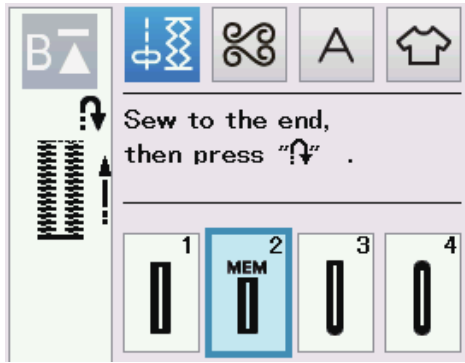 B
A
Sew to the end,
then press "↷" .
1
2
3
4
MEM